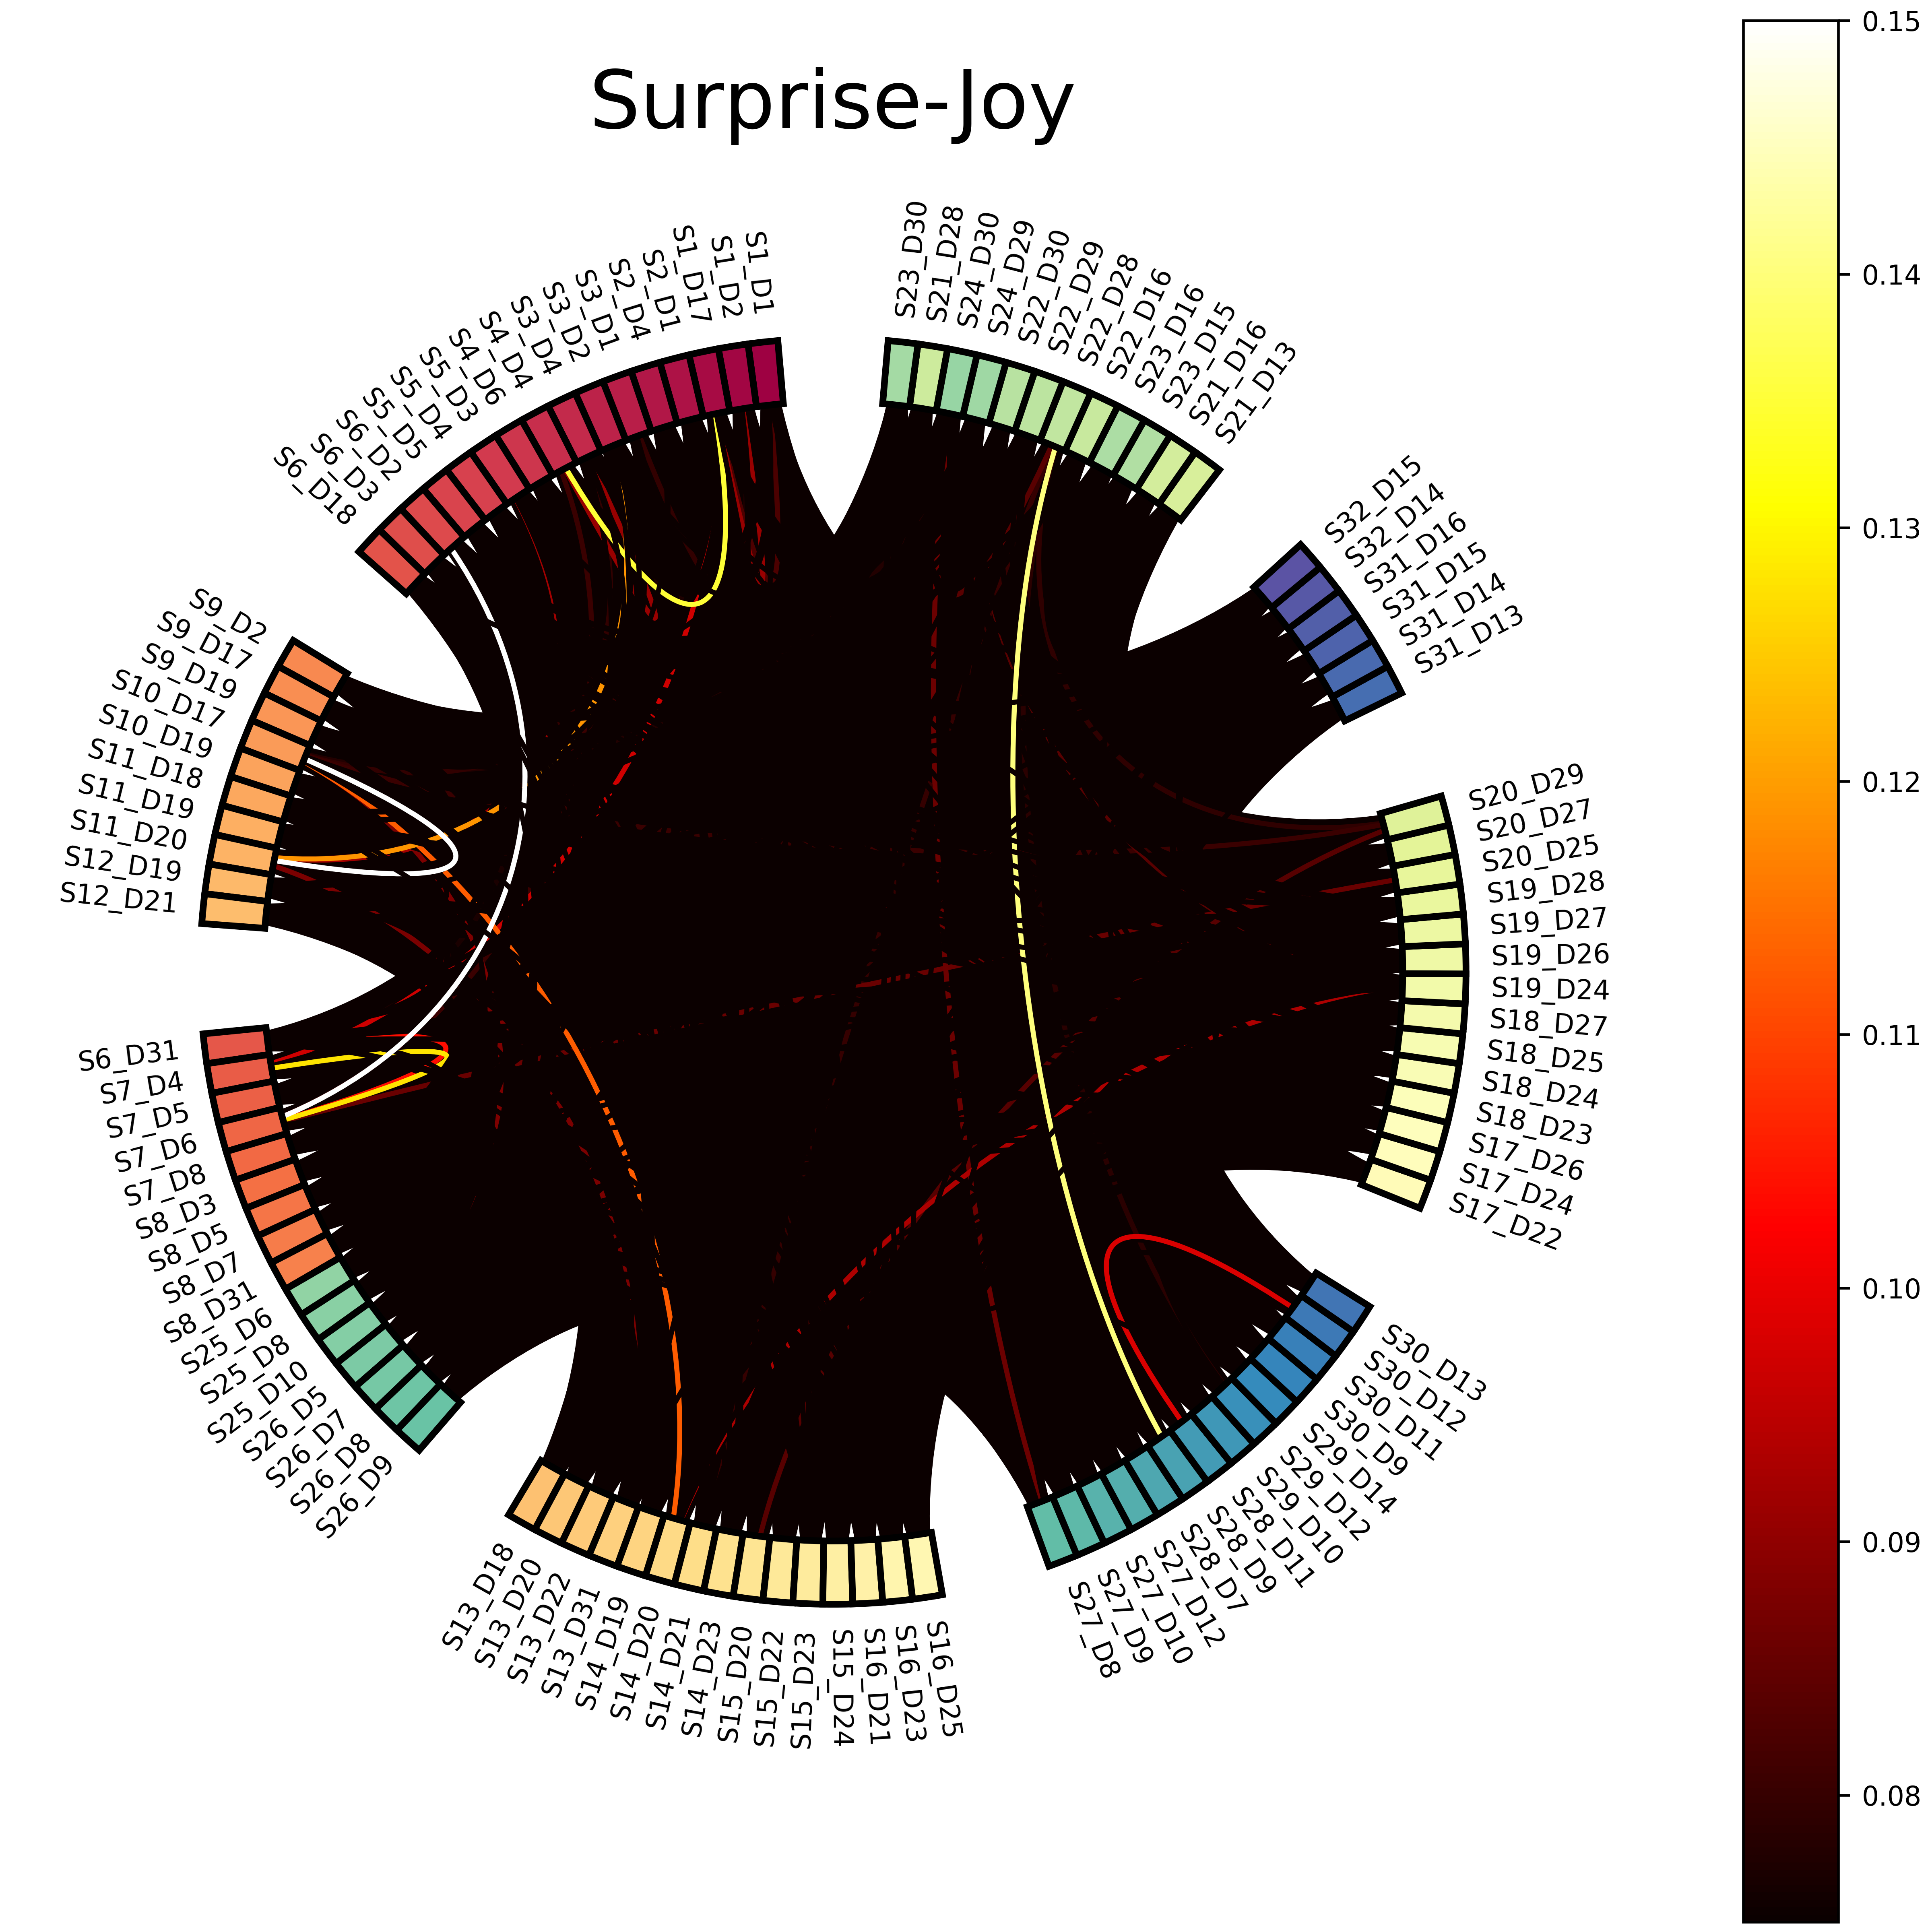 Surprise-Joy
S1_D1
S1_D2
S1_D17
S2_D1
S2_D4
S3_D1
S3_D2
S3_D4
S4_D4
S4_D6
S5_D3
S5_D4
S5_D5
S6_D2
S6_D3
S6_D18
S9_D2
S9_D17
S9_D19
S10_D17
S10_D19
S11_D18
S11_D19
S11_D20
S12_D19
S12_D21
S6_D31
S7_D4
S7_D5
S7_D6
S7_D8
S8_D3
S8_D5
S8_D7
S8_D31
S25_D6
S25_D8
S25_D10
S26_D5
S26_D7
S26_D8
S26_D9
S13_D18
S13_D20
S13_D22
S13_D31
S14_D19
S14_D20
S14_D21
S14_D23
S15_D20
S15_D22
S15_D23
S15_D24
S16_D21
S16_D23
S16_D25
S27_D8
S27_D9
S27_D10
S27_D12
S28_D7
S28_D9
S28_D11
S29_D10
S29_D12
S29_D14
S30_D9
S30_D11
S30_D12
S30_D13
S17_D22
S17_D24
S17_D26
S18_D23
S18_D24
S18_D25
S18_D27
S19_D24
S19_D26
S19_D27
S19_D28
S20_D25
S20_D27
S20_D29
S31_D13
S31_D14
S31_D15
S31_D16
S32_D14
S32_D15
S21_D13
S21_D16
S23_D15
S23_D16
S22_D16
S22_D28
S22_D29
S22_D30
S24_D29
S24_D30
S21_D28
S23_D30
0.15
0.14
0.13
0.12
0.11
0.10
0.09
0.08